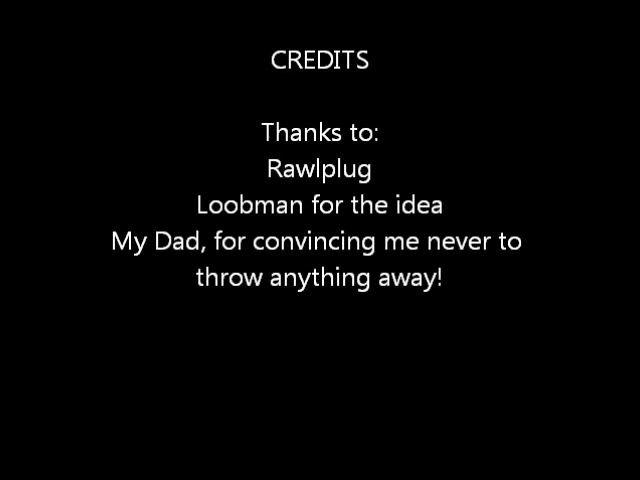 CREDITS
Thanks to:
Rawlplug
Loobman for the idea
My Dad, for convincing me never to
throw anything away!